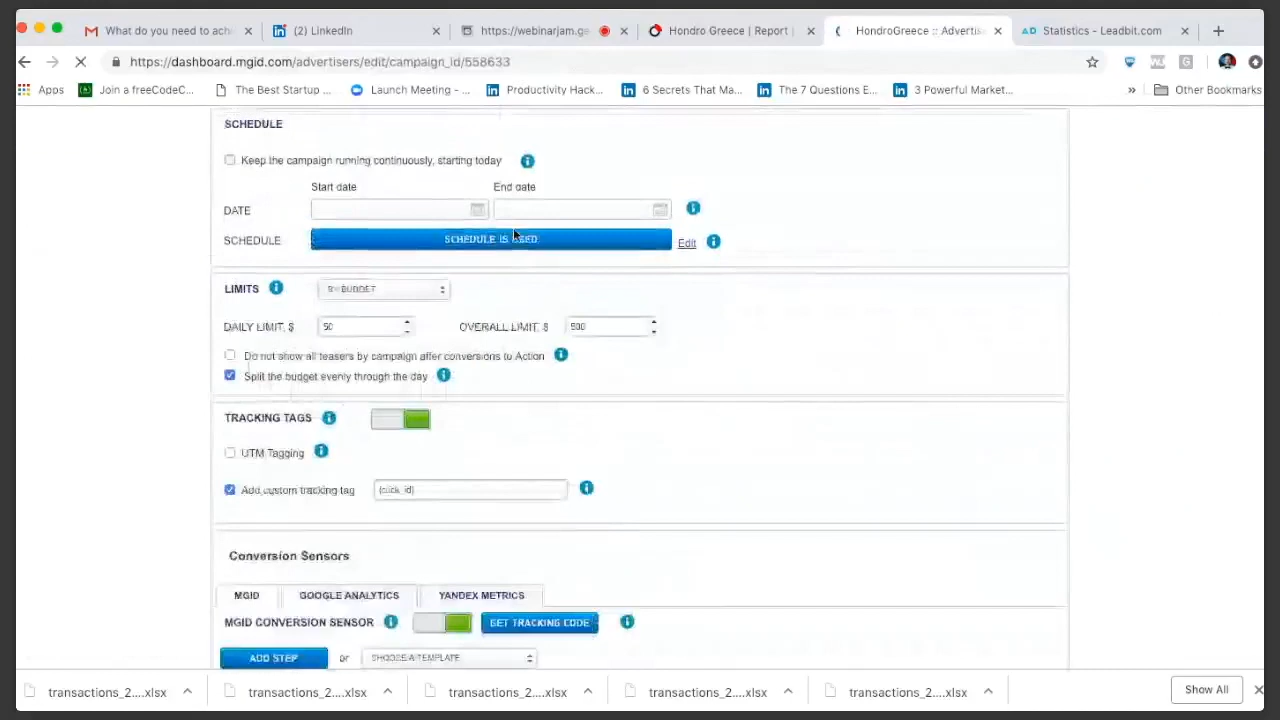 What do you need to achie
(2) LinkedIn
https://webinarjam.ge
Hondro Greece | Report
HondroGreece :: Advertis
AD Statistics - Leadbit.com
https://dashboard.mgid.com/advertisers/edit/campaign_id/558633
Apps
Join a freeCodeC...
The Best Startup ...
Launch Meeting - ...
Productivity Hack...
6 Secrets That Ma...
The 7 Questions E...
3 Powerful Market...
»
Other Bookmarks
SCHEDULE
Keep the campaign running continuously, starting today
Start date End date
DATE
SCHEDULE SCHEDULE IS USED Edit
LIMITS BY BUDGET
DAILY LIMIT, $ 50 OVERALL LIMIT, $ 500
Do not show all teasers by campaign after conversions to Action
Split the budget evenly through the day
TRACKING TAGS
UTM Tagging
Add custom tracking tag {click_id}
Conversion Sensors
MGID GOOGLE ANALYTICS YANDEX METRICS
MGID CONVERSION SENSOR GET TRACKING CODE
ADD STEP or CHOOSE A TEMPLATE
transactions_2....xlsx transactions_2....xlsx transactions_2....xlsx transactions_2....xlsx transactions_2....xlsx Show All